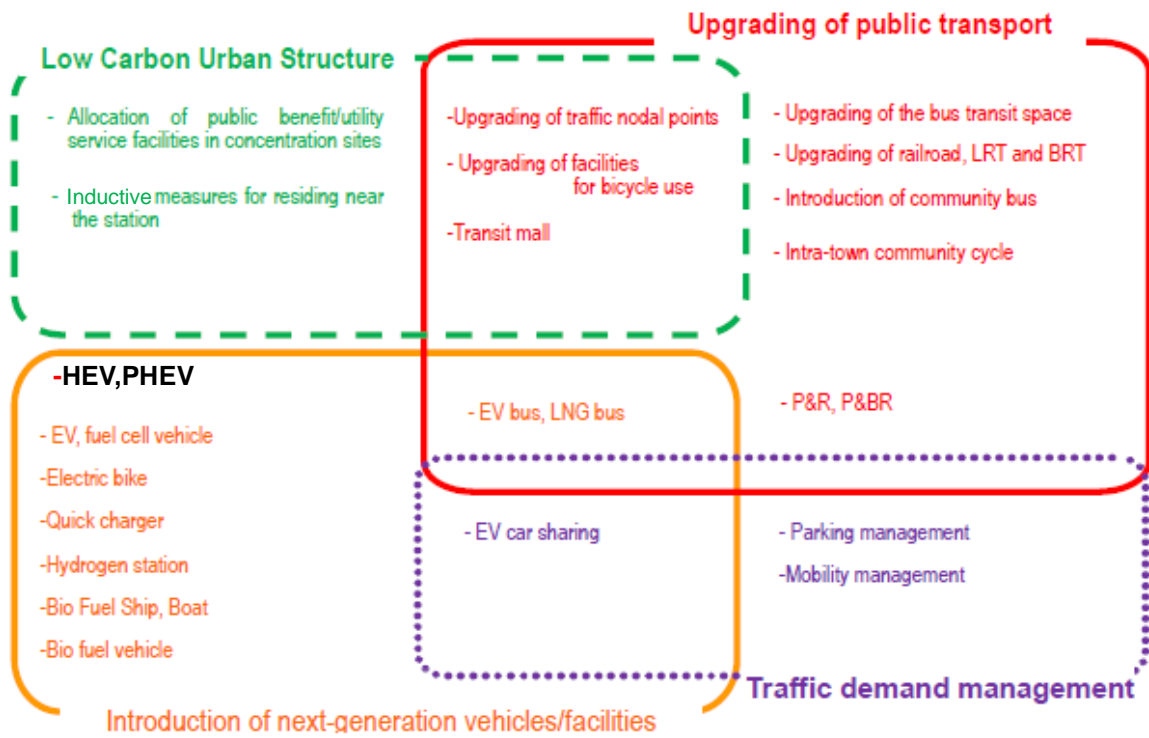 Upgrading of public transport
Low Carbon Urban Structure
- Allocation of public benefit/utility
service facilities in concentration sites
- Inductive measures for residing near
the station
-Upgrading of traffic nodal points
- Upgrading of facilities
for bicycle use
-Transit mall
- Upgrading of the bus transit space
- Upgrading of railroad, LRT and BRT
- Introduction of community bus
- Intra-town community cycle
-HEV,PHEV
- EV, fuel cell vehicle
-Electric bike
-Quick charger
-Hydrogen station
-Bio Fuel Ship, Boat
-Bio fuel vehicle
- EV bus, LNG bus
- P&R, P&BR
- EV car sharing
- Parking management
-Mobility management
Traffic demand management
Introduction of next-generation vehicles/facilities